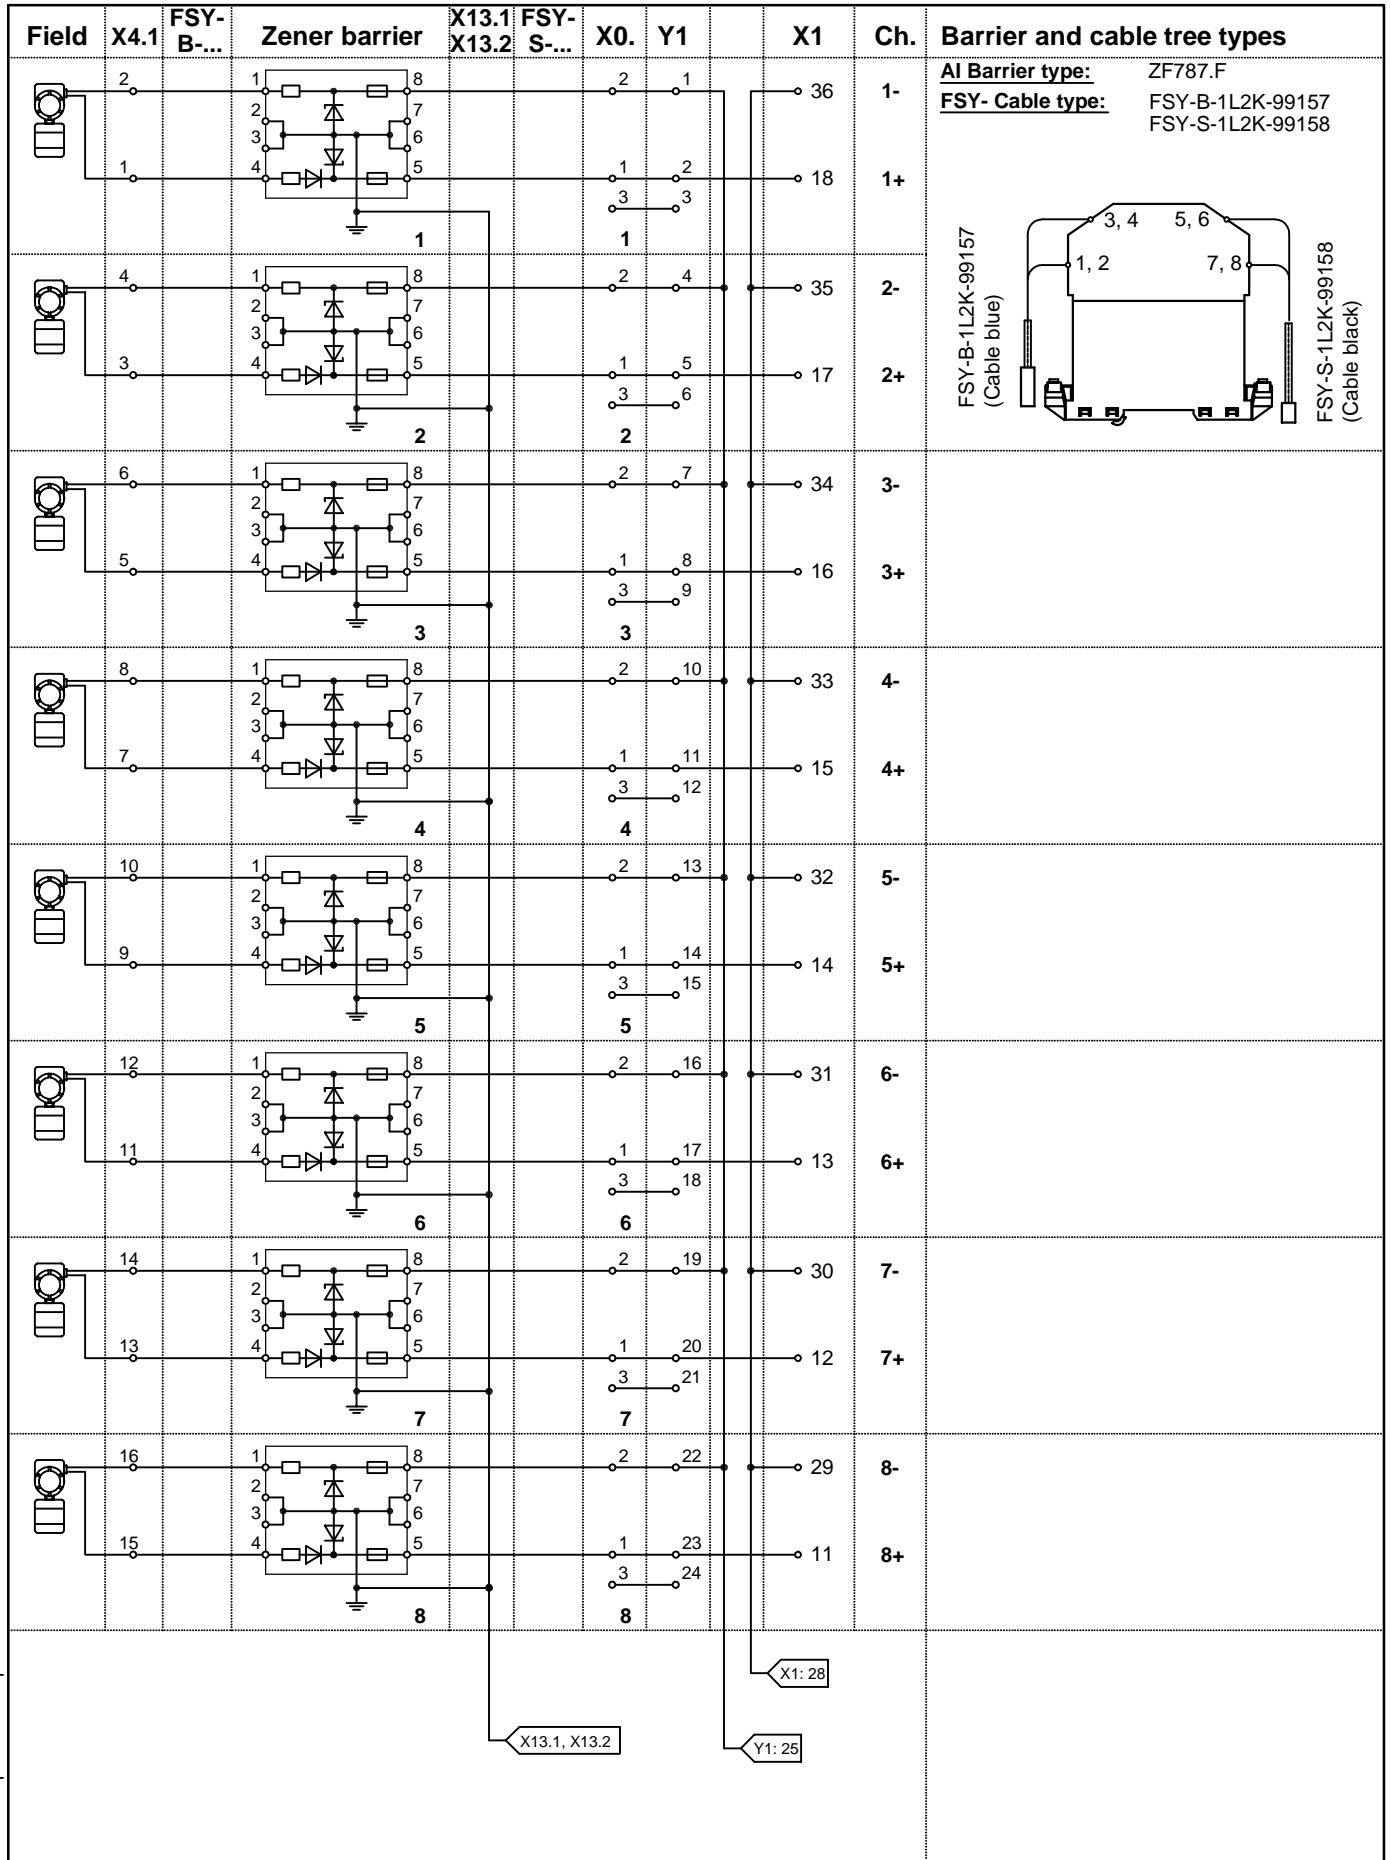 Field X4.1 FSY-B-... Zener barrier X13.1 X13.2 FSY-S-... X0. Y1 X1 Ch. Barrier and cable tree types
AI Barrier type: ZF787.F
FSY- Cable type: FSY-B-1L2K-99157
FSY-S-1L2K-99158
2 1 8 2 1 36 1-
2 7
3 6
1 4 5 1 2 18 1+
3 3
1 1
4 1 8 2 4 35 2-
2 7
3 6
3 4 5 1 5 17 2+
3 6
2 2
3, 4 5, 6
1, 2 7, 8
FSY-B-1L2K-99157
(Cable blue)
FSY-S-1L2K-99158
(Cable black)
6 1 8 2 7 34 3-
2 7
3 6
5 4 5 1 8 16 3+
3 9
3 3
8 1 8 2 10 33 4-
2 7
3 6
7 4 5 1 11 15 4+
3 12
4 4
10 1 8 2 13 32 5-
2 7
3 6
9 4 5 1 14 14 5+
3 15
5 5
12 1 8 2 16 31 6-
2 7
3 6
11 4 5 1 17 13 6+
3 18
6 6
14 1 8 2 19 30 7-
2 7
3 6
13 4 5 1 20 12 7+
3 21
7 7
16 1 8 2 22 29 8-
2 7
3 6
15 4 5 1 23 11 8+
3 24
8 8
X1: 28
X13.1, X13.2
Y1: 25